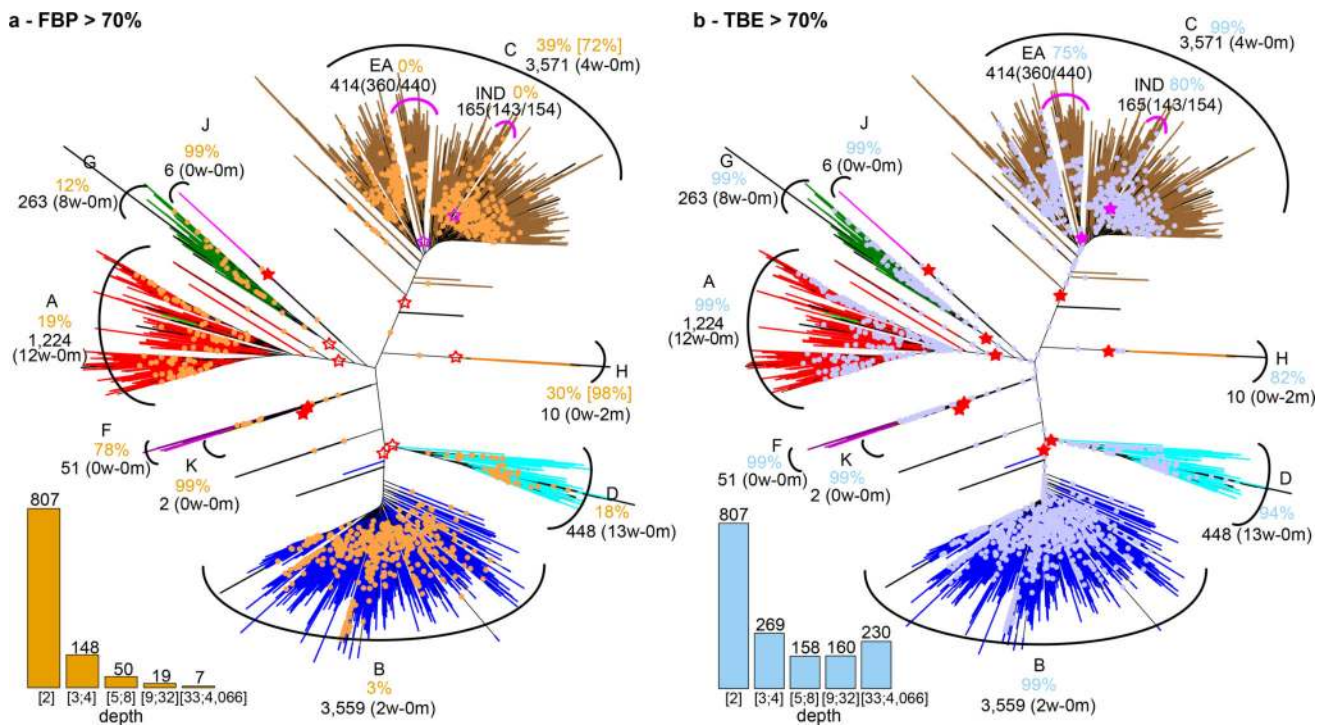 a - FBP > 70%
C 39% [72%]
3,571 (4w-0m)
EA 0%
414(360/440)
IND 0%
165(143/154)
J
99%
6 (0w-0m)
G
12%
263 (8w-0m)
A
19%
1,224
(12w-0m)
H
30% [98%]
10 (0w-2m)
F
78%
51 (0w-0m)
K
99%
2 (0w-0m)
D
18%
448 (13w-0m)
B
3%
3,559 (2w-0m)
807
148
50
19
7
[2]
[3;4]
[5;8]
[9;32]
[33;4,066]
depth
b - TBE > 70%
C 99%
3,571 (4w-0m)
EA 75%
414(360/440)
IND 80%
165(143/154)
J
99%
6 (0w-0m)
G
99%
263 (8w-0m)
A
99%
1,224
(12w-0m)
H
82%
10 (0w-2m)
F
99%
51 (0w-0m)
K
99%
2 (0w-0m)
D
94%
448 (13w-0m)
B
99%
3,559 (2w-0m)
807
269
158
160
230
[2]
[3;4]
[5;8]
[9;32]
[33;4,066]
depth